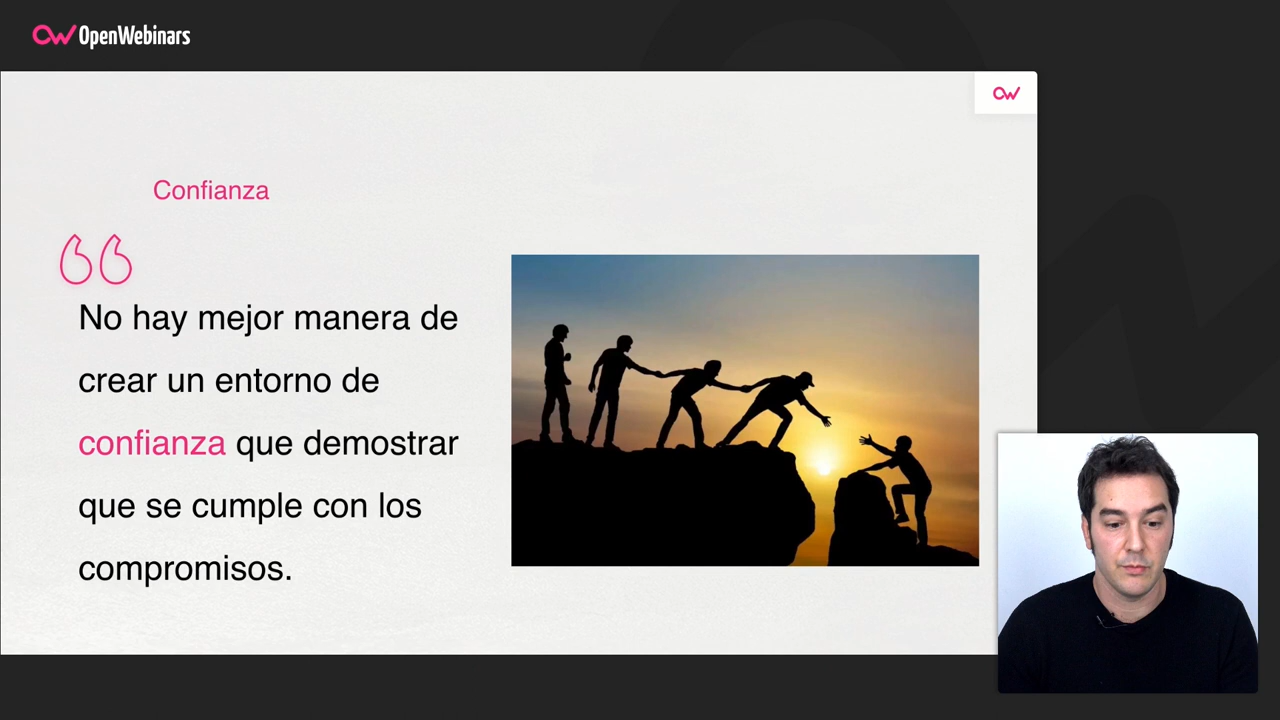 OpenWebinars
Confianza
No hay mejor manera de
crear un entorno de
confianza que demostrar
que se cumple con los
compromisos.